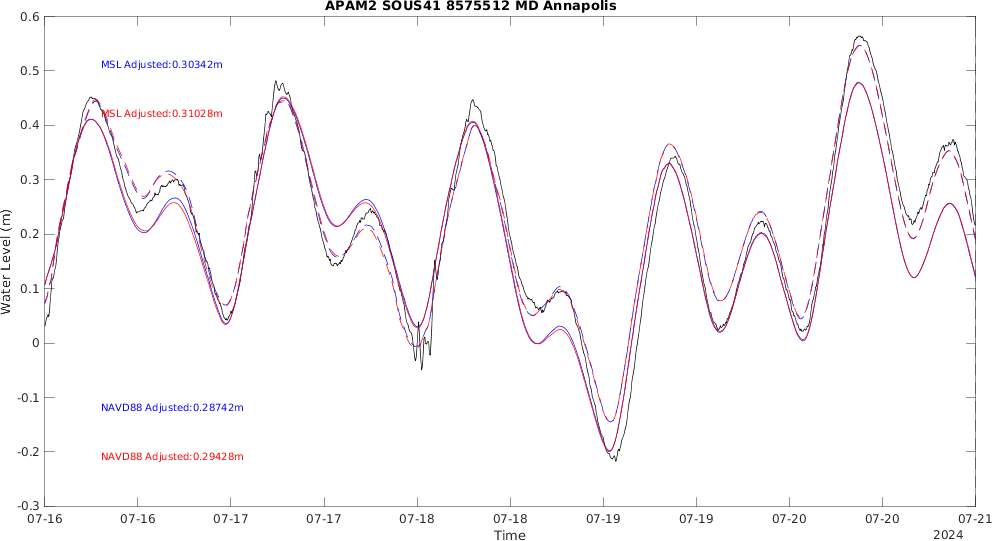 APAM2 SOUS41 8575512 MD Annapolis
0.6
0.5
0.4
0.3
0.2
0.1
0
-0.1
-0.2
-0.3
Water Level (m)
MSL Adjusted:0.30342m
MSL Adjusted:0.31028m
NAVD88 Adjusted:0.28742m
NAVD88 Adjusted:0.29428m
07-16 07-16 07-17 07-17 07-18 07-18 07-19 07-19 07-20 07-20 07-21
Time
2024